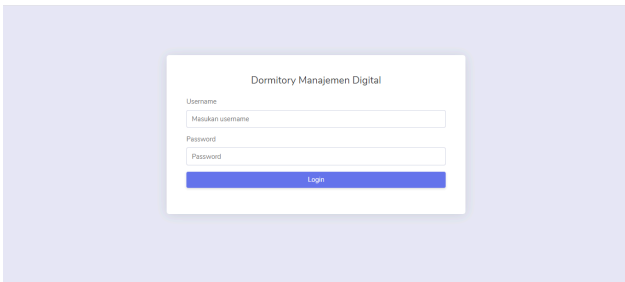 Dormitory Manajemen Digital
Username
Masukan username
Password
Password
Login